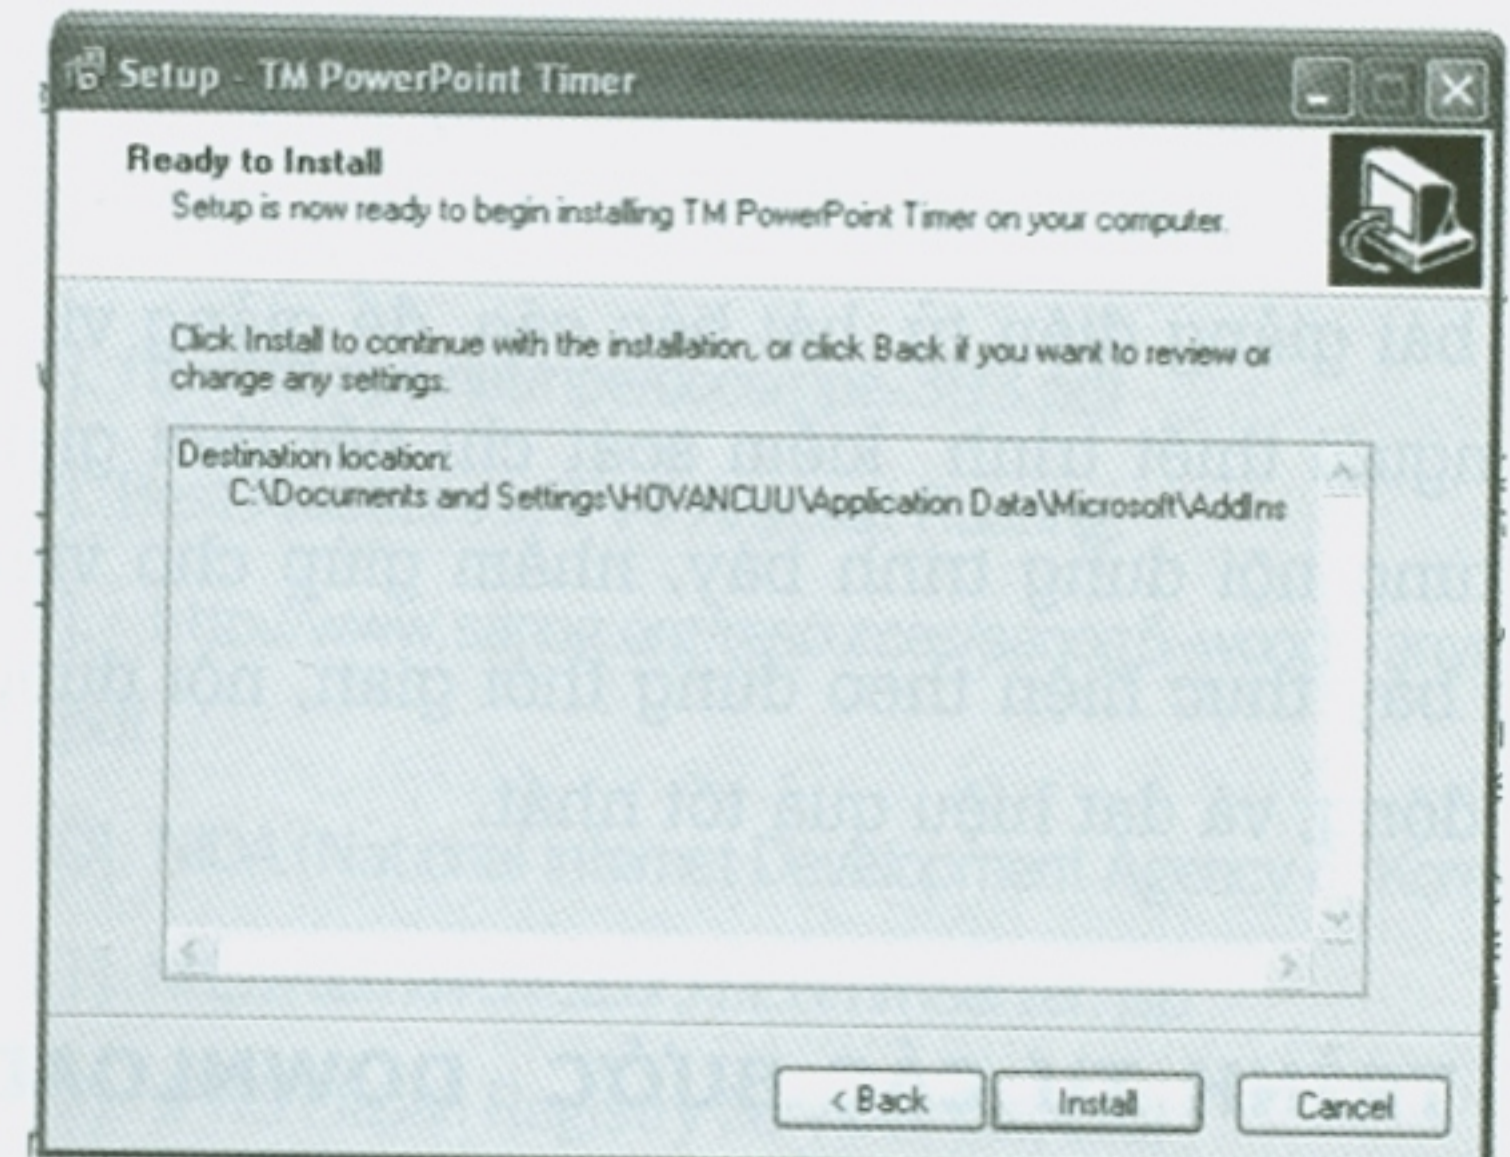 Setup - TM PowerPoint Timer
Ready to Install
Setup is now ready to begin installing TM PowerPoint Timer on your computer.
Click Install to continue with the installation, or click Back if you want to review or
change any settings.
Destination location:
C:\Documents and Settings\HOVANCUU\Application Data\Microsoft\AddIns
< Back
Install
Cancel